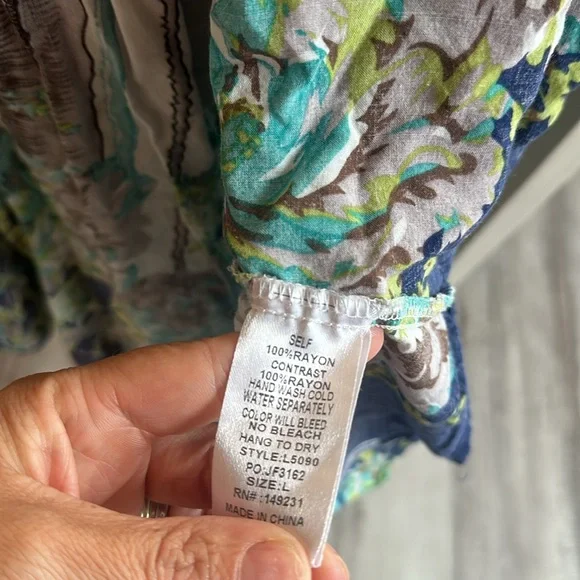 SELF
100%RAYON
CONTRAST
100%RAYON
HAND WASH COLD
WATER SEPARATELY
COLOR WILL BLEED
NO BLEACH
HANG TO DRY
STYLE:L5090
PO:JF3162
SIZE:L
RN#:149231
MADE IN CHINA